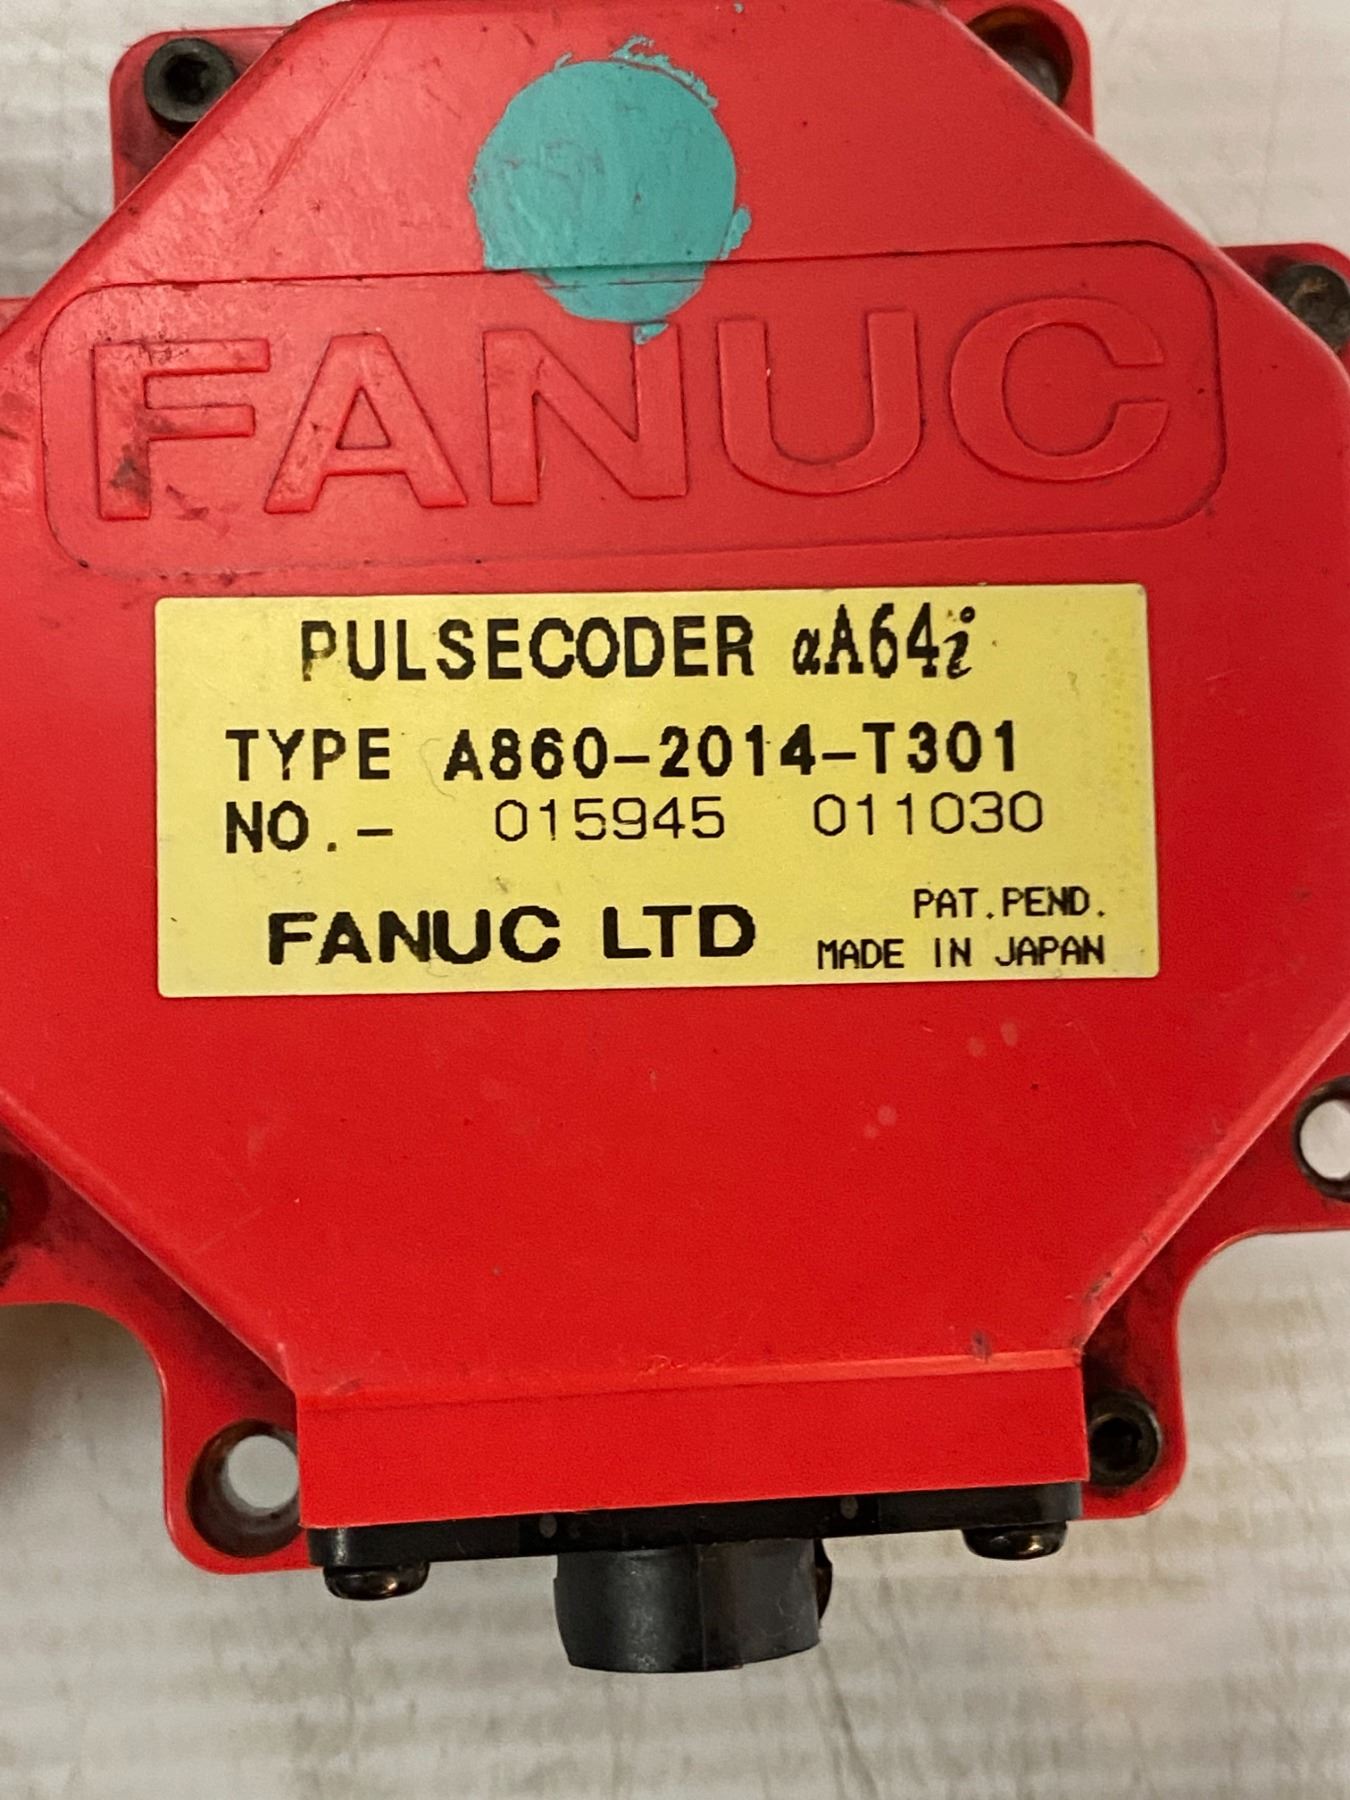 FANUC
PULSECODER αA64i
TYPE A860-2014-T301
NO.- 015945 011030
FANUC LTD
PAT.PEND.
MADE IN JAPAN